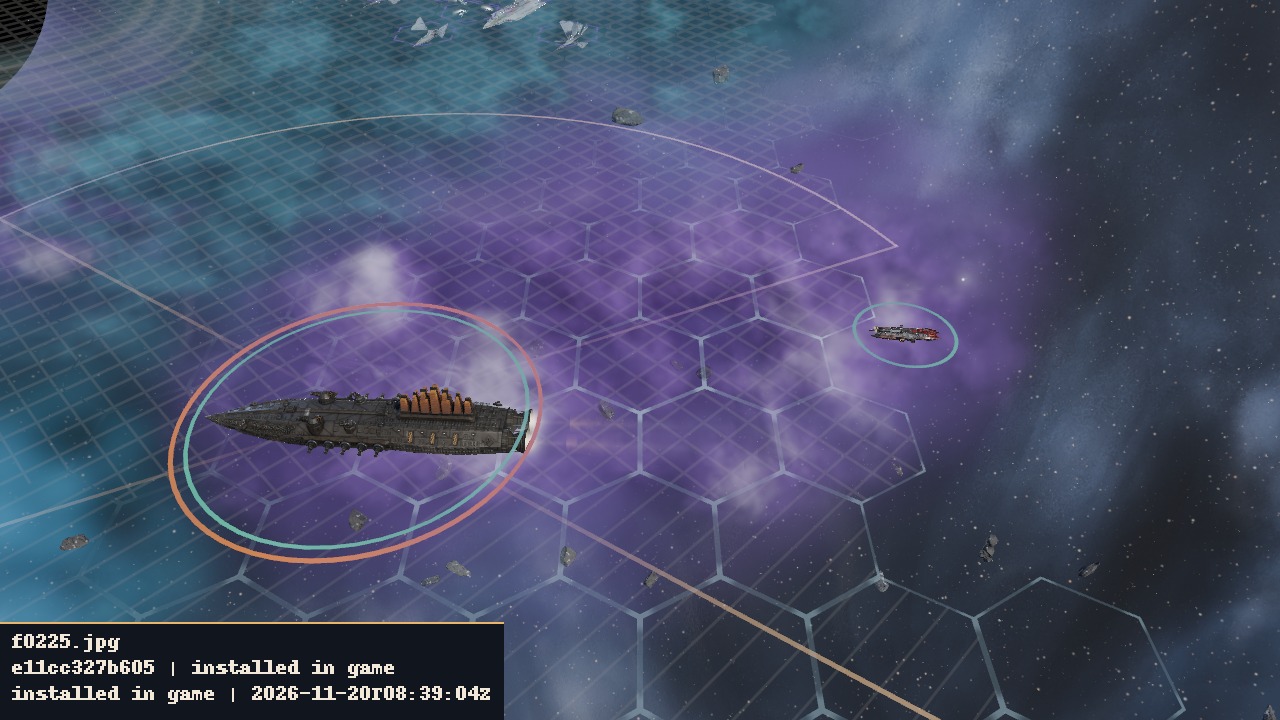 f0225.jpg
e11cc327b605 | installed in game
installed in game | 2026-11-20T08:39:04Z